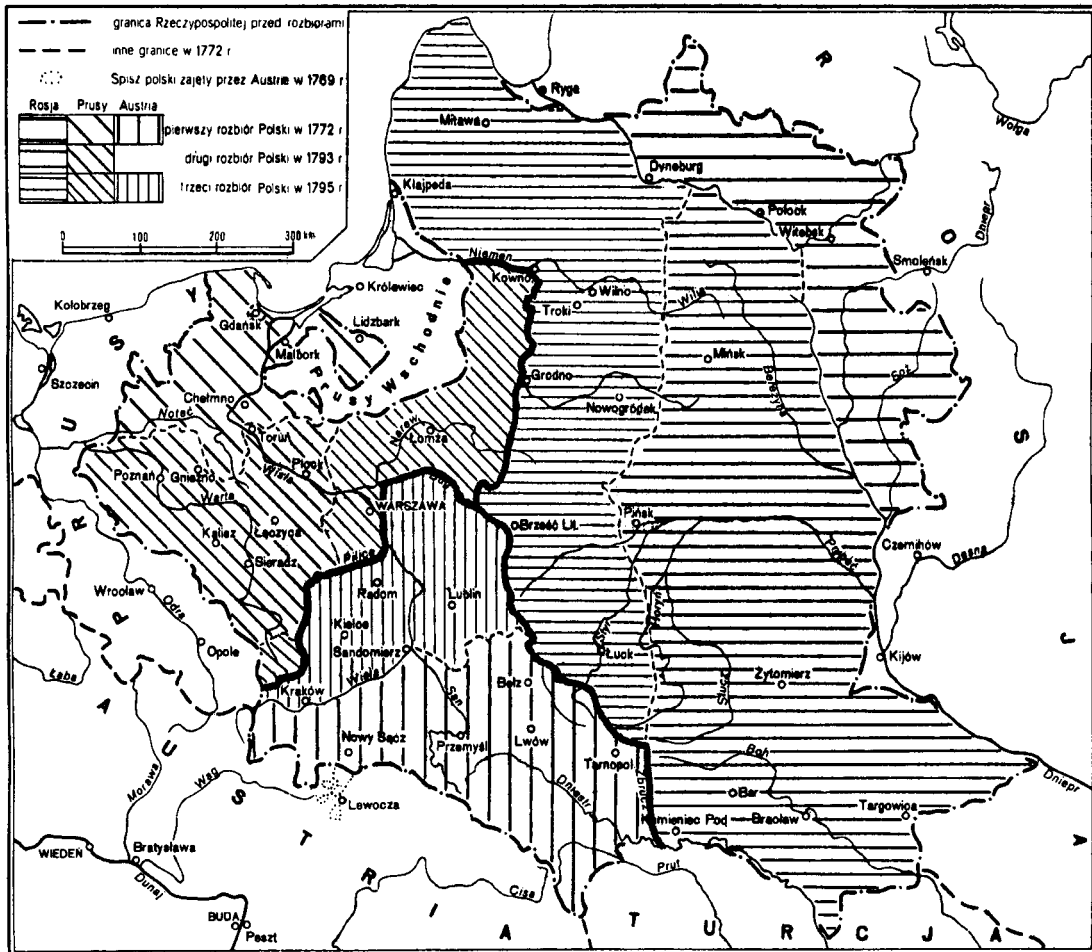 granica Rzeczypospolitej przed rozbiorami
inne granice w 1772 r
Spisz polski zajęty przez Austrię w 1769 r
Rosja Prusy Austria
pierwszy rozbiór Polski w 1772 r
drugi rozbiór Polski w 1793 r
trzeci rozbiór Polski w 1795 r
0 100 200 300 km
Ryga
Mitawa
Wołga
Dyneburg
Kłajpeda
Połock
Witebsk
Dniepr
Smoleńsk
Niemen
Kowno
Królewiec
Wilno
Wilia
Troki
Kołobrzeg
Gdańsk
Lidzbark
Malbork
Prusy Wschodnie
Mińsk
Berezyna
Soż
Szczecin
Grodno
Nowogródek
Chełmno
Noteć
Toruń
Narew
Łomża
Płock
Wisła
Poznań
Gniezno
Warta
Bug
WARSZAWA
Brześć Lit.
Pińsk
Łęczyca
Kalisz
Sieradz
Pilica
Prypeć
Czernihów
Desna
Radom
Lublin
Wrocław
Odra
Opole
Kielce
Sandomierz
Styr
Horyń
Łuck
Słucz
Kijów
Żytomierz
Łaba
Kraków
Wisła
San
Bełz
Nowy Sącz
Przemyśl
Lwów
Tarnopol
Zbrucz
Boh
Dniepr
Morawa
Wag
Lewocza
Dniestr
Bar
Bracław
Targowica
Kamieniec Pod.
WIEDEŃ
Bratysława
Dunaj
Prut
Cisa
BUDA
Peszt
PRUSY
AUSTRIA
ROSJA
TURCJA